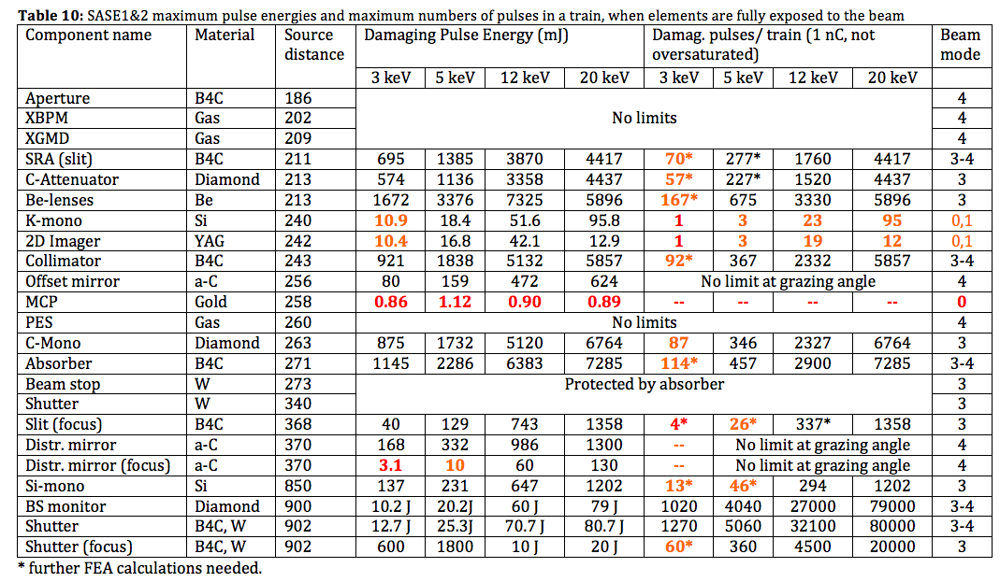 Table 10: SASE1&2 maximum pulse energies and maximum numbers of pulses in a train, when elements are fully exposed to the beam
Component name Material Source distance Damaging Pulse Energy (mJ) Damag. pulses/ train (1 nC, not oversaturated) Beam mode
3 keV 5 keV 12 keV 20 keV 3 keV 5 keV 12 keV 20 keV
Aperture B4C 186 4
XBPM Gas 202 No limits 4
XGMD Gas 209 4
SRA (slit) B4C 211 695 1385 3870 4417 70* 277* 1760 4417 3-4
C-Attenuator Diamond 213 574 1136 3358 4437 57* 227* 1520 4437 3
Be-lenses Be 213 1672 3376 7325 5896 167* 675 3330 5896 3
K-mono Si 240 10.9 18.4 51.6 95.8 1 3 23 95 0,1
2D Imager YAG 242 10.4 16.8 42.1 12.9 1 3 19 12 0,1
Collimator B4C 243 921 1838 5132 5857 92* 367 2332 5857 3-4
Offset mirror a-C 256 80 159 472 624 No limit at grazing angle 4
MCP Gold 258 0.86 1.12 0.90 0.89 -- -- -- -- 0
PES Gas 260 No limits 4
C-Mono Diamond 263 875 1732 5120 6764 87 346 2327 6764 3
Absorber B4C 271 1145 2286 6383 7285 114* 457 2900 7285 3-4
Beam stop W 273 Protected by absorber 3
Shutter W 340 3
Slit (focus) B4C 368 40 129 743 1358 4* 26* 337* 1358 3
Distr. mirror a-C 370 168 332 986 1300 -- No limit at grazing angle 4
Distr. mirror (focus) a-C 370 3.1 10 60 130 -- No limit at grazing angle 4
Si-mono Si 850 137 231 647 1202 13* 46* 294 1202 3
BS monitor Diamond 900 10.2 J 20.2J 60 J 79 J 1020 4040 27000 79000 3-4
Shutter B4C, W 902 12.7 J 25.3J 70.7 J 80.7 J 1270 5060 32100 80000 3-4
Shutter (focus) B4C, W 902 600 1800 10 J 20 J 60* 360 4500 20000 3
* further FEA calculations needed.